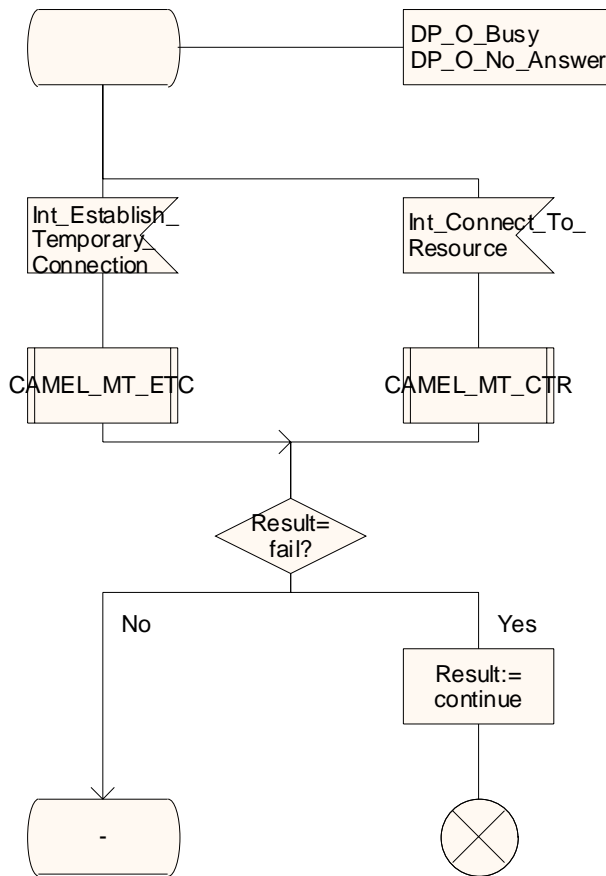 DP_O_Busy
DP_O_No_Answer
Int_Establish_
Temporary_
Connection
Int_Connect_To_
Resource
CAMEL_MT_ETC
CAMEL_MT_CTR
Result=
fail?
No
Yes
Result:=
continue
-